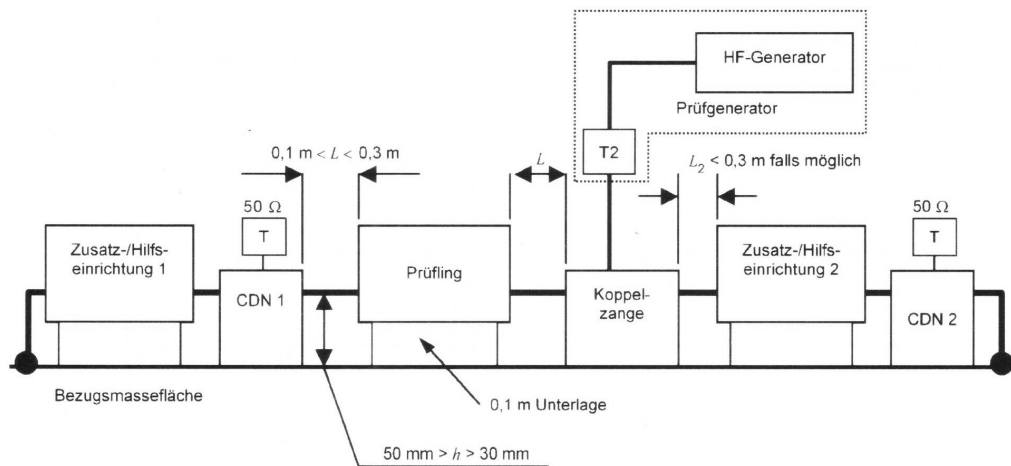 HF-Generator
Prüfgenerator
T2
0,1 m < L < 0,3 m
L
L2 < 0,3 m falls möglich
50 Ω
T
50 Ω
T
Zusatz-/Hilfs-
einrichtung 1
CDN 1
Prüfling
Koppel-
zange
Zusatz-/Hilfs-
einrichtung 2
CDN 2
Bezugsmassefläche
0,1 m Unterlage
50 mm > h > 30 mm